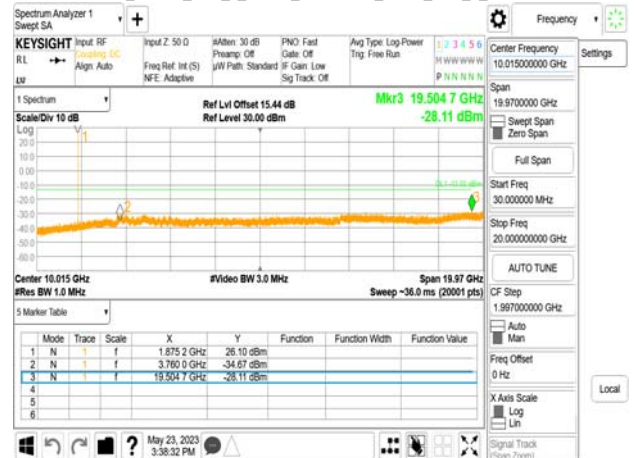 Spectrum Analyzer 1
Swept SA
+
Frequency
KEYSIGHT
Input: RF
Coupling: DC
Align: Auto
Input Z: 50 Ω
Freq Ref: Int (S)
NFE: Adaptive
#Atten: 30 dB
Preamp: Off
µW Path: Standard
PNO: Fast
Gate: Off
IF Gain: Low
Sig Track: Off
Avg Type: Log-Power
Trig: Free Run
1 2 3 4 5 6
M W W W W W
P N N N N N
RL
Center Frequency
10.015000000 GHz
Settings
Span
19.9700000 GHz
Swept Span
Zero Span
Full Span
Start Freq
30.000000 MHz
Stop Freq
20.000000000 GHz
AUTO TUNE
CF Step
1.997000000 GHz
Auto
Man
Freq Offset
0 Hz
X Axis Scale
Log
Lin
Signal Track
(Span Zoom)
Local
1 Spectrum
Scale/Div 10 dB
Ref Lvl Offset 15.44 dB
Ref Level 30.00 dBm
Mkr3 19.504 7 GHz
-28.11 dBm
Log
20.0
10.0
0.00
-10.0
-20.0
-30.0
-40.0
-50.0
-60.0
1
2
3
Center 10.015 GHz
#Video BW 3.0 MHz
Span 19.97 GHz
#Res BW 1.0 MHz
Sweep ~36.0 ms (20001 pts)
5 Marker Table
Mode Trace Scale X Y Function Function Width Function Value
1 N 1 f 1.875 2 GHz 26.10 dBm
2 N 1 f 3.760 0 GHz -34.67 dBm
3 N 1 f 19.504 7 GHz -28.11 dBm
4
5
6
?
May 23, 2023
3:38:32 PM